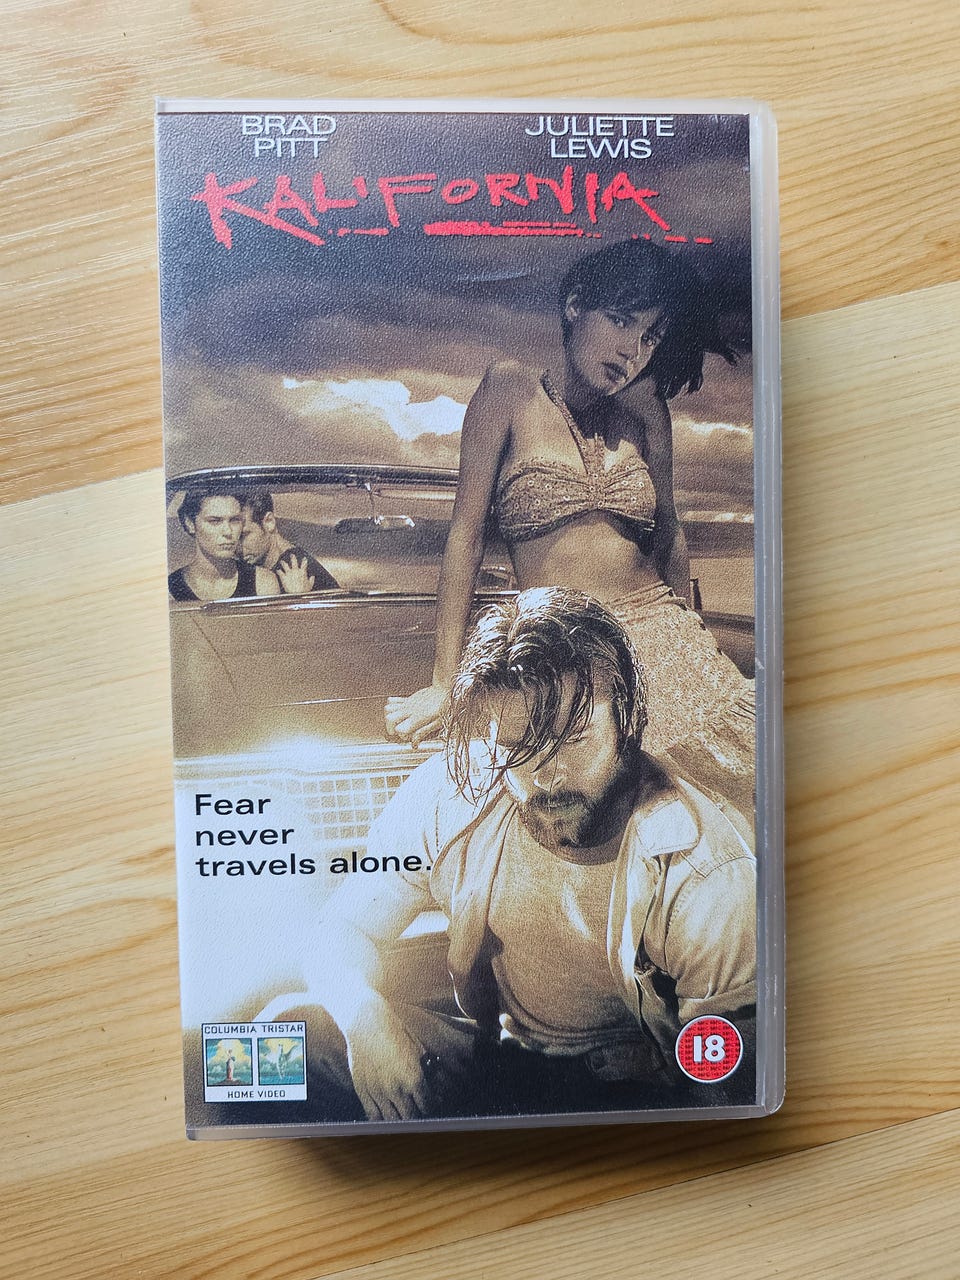 BRAD PITT
JULIETTE LEWIS
KALIFORNIA
Fear
never
travels alone.
COLUMBIA TRISTAR
HOME VIDEO
18